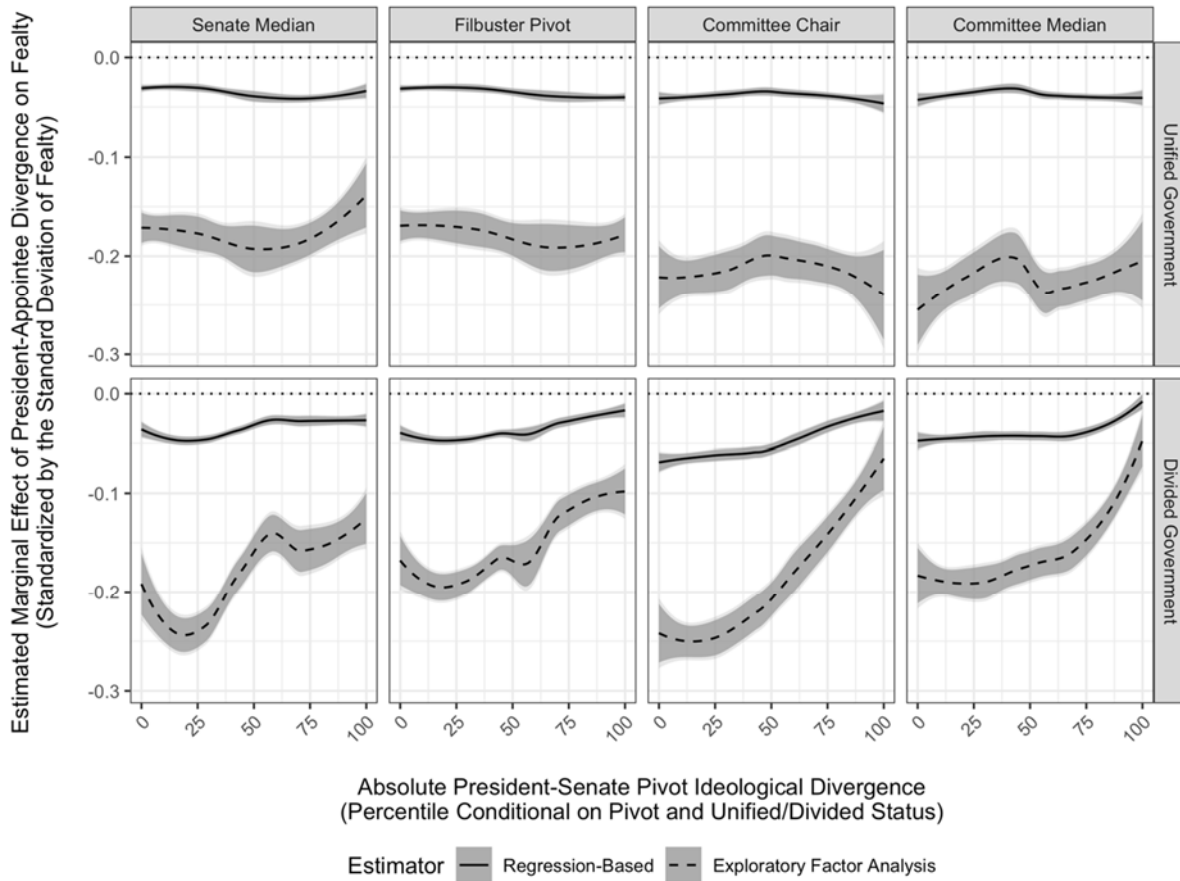 Senate Median Filbuster Pivot Committee Chair Committee Median
Estimated Marginal Effect of President-Appointee Divergence on Fealty
(Standardized by the Standard Deviation of Fealty)
0.0
-0.1
-0.2
-0.3
Unified Government
0.0
-0.1
-0.2
-0.3
Divided Government
0 25 50 75 100 0 25 50 75 100 0 25 50 75 100 0 25 50 75 100
Absolute President-Senate Pivot Ideological Divergence
(Percentile Conditional on Pivot and Unified/Divided Status)
Estimator Regression-Based Exploratory Factor Analysis